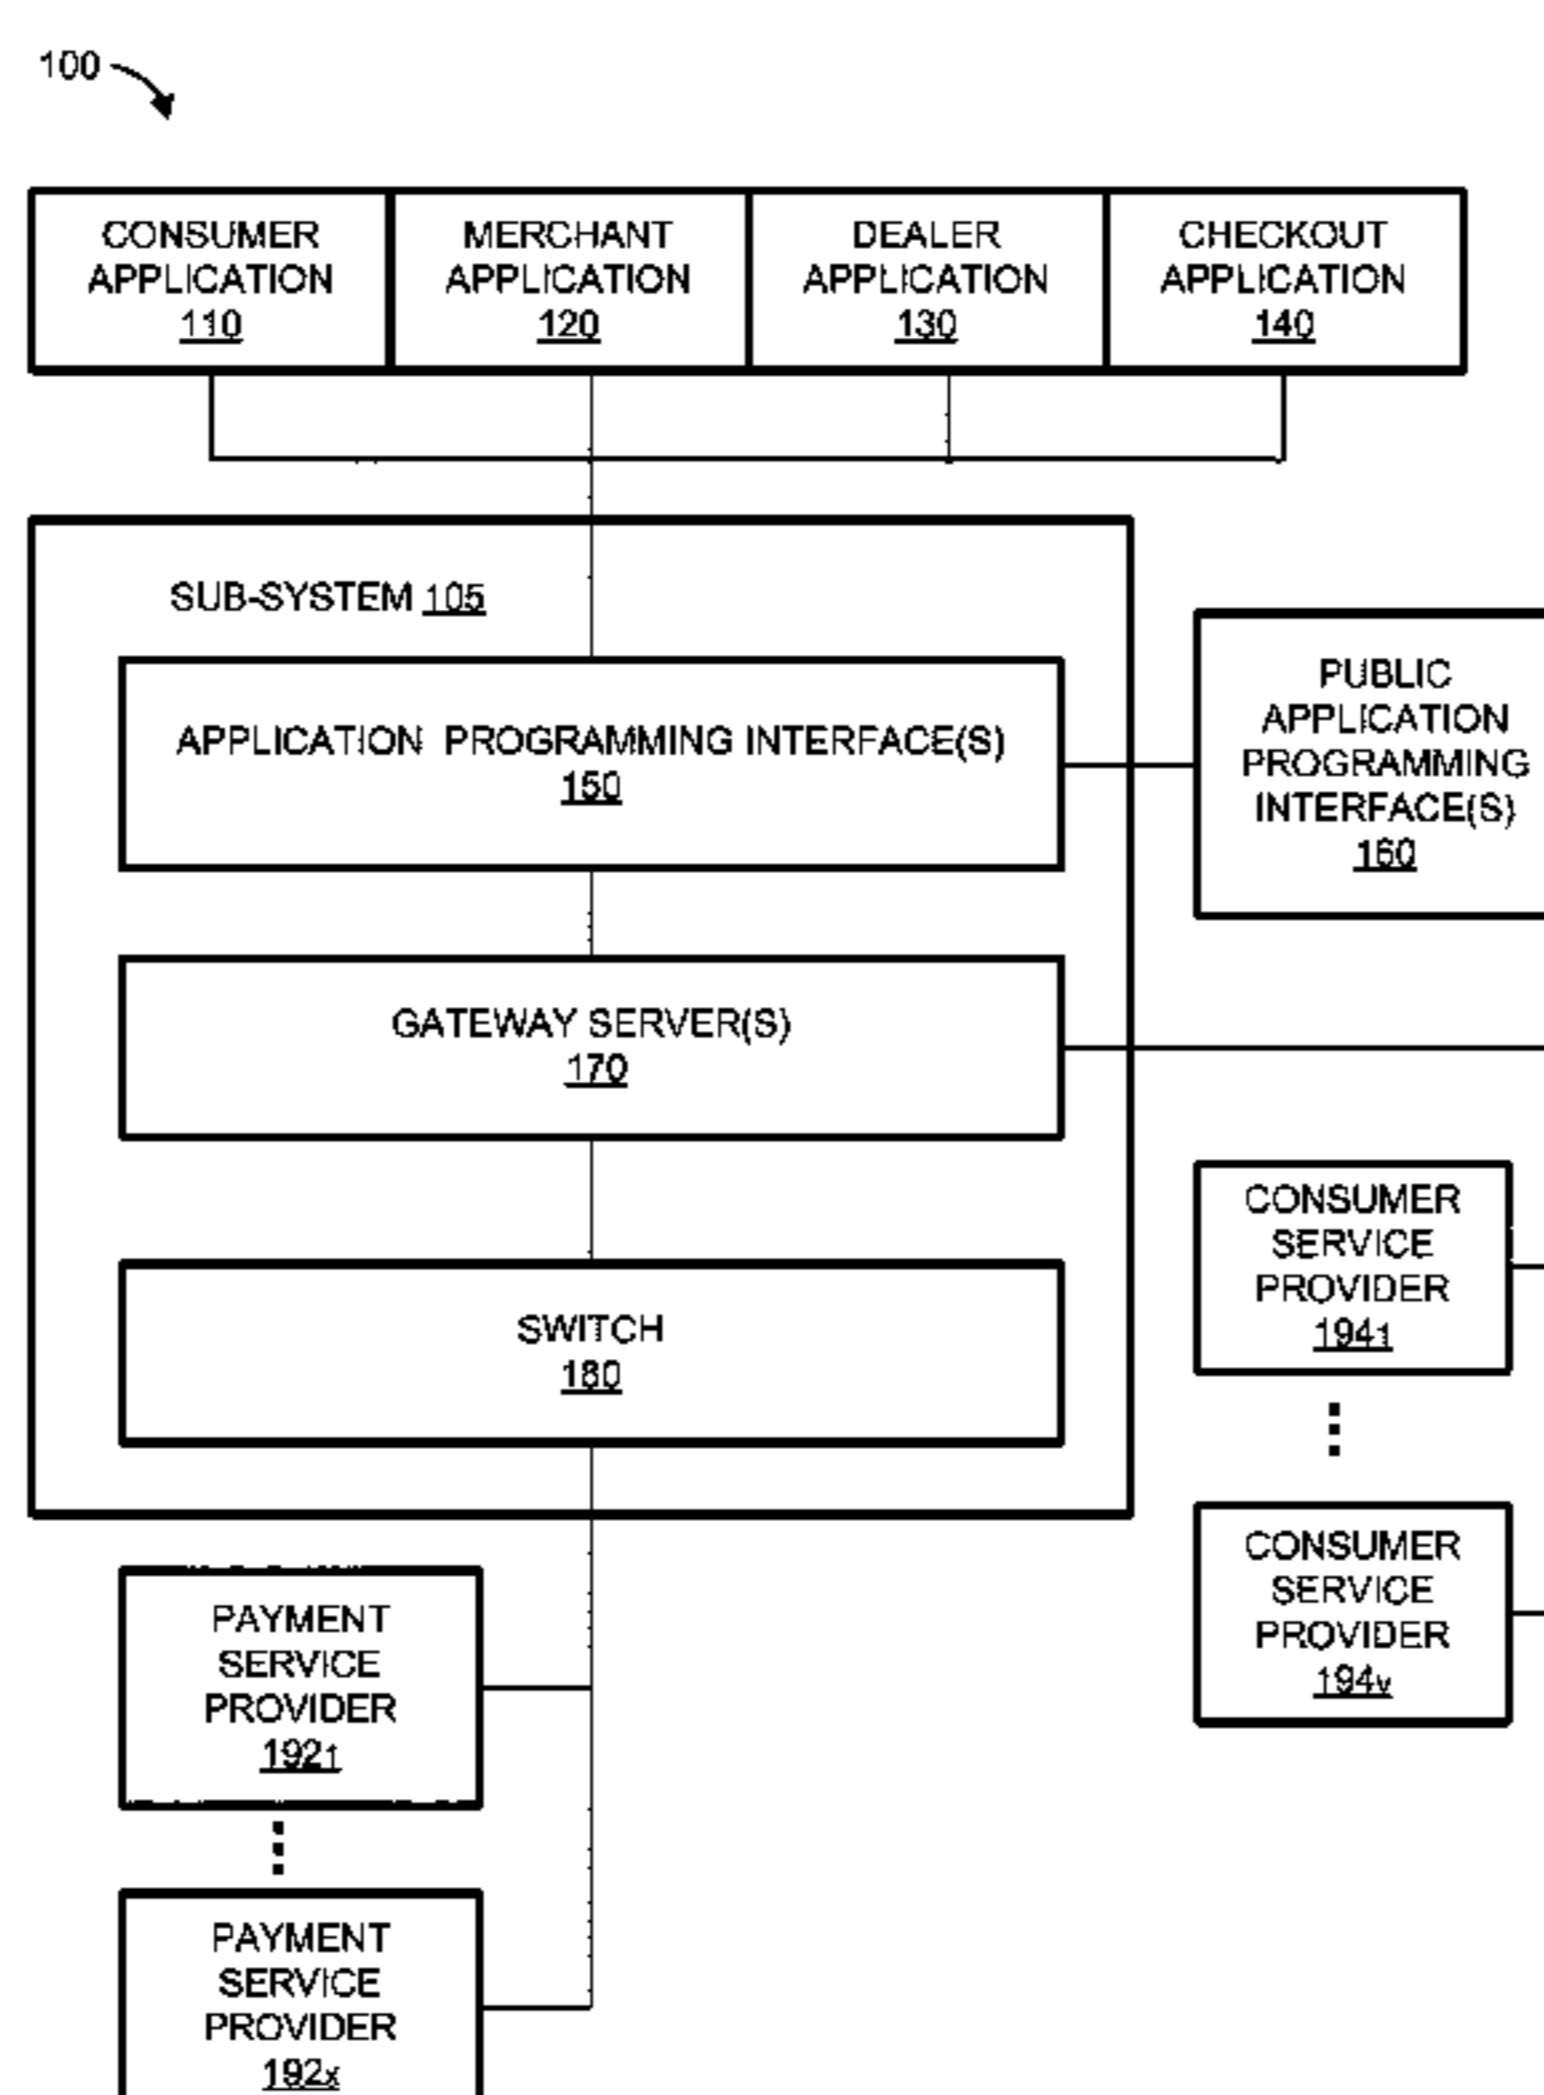 100
CONSUMER
APPLICATION
110
MERCHANT
APPLICATION
120
DEALER
APPLICATION
130
CHECKOUT
APPLICATION
140
SUB-SYSTEM 105
APPLICATION PROGRAMMING INTERFACE(S)
150
PUBLIC
APPLICATION
PROGRAMMING
INTERFACE(S)
160
GATEWAY SERVER(S)
170
SWITCH
180
CONSUMER
SERVICE
PROVIDER
1941
CONSUMER
SERVICE
PROVIDER
194y
PAYMENT
SERVICE
PROVIDER
1921
PAYMENT
SERVICE
PROVIDER
192x